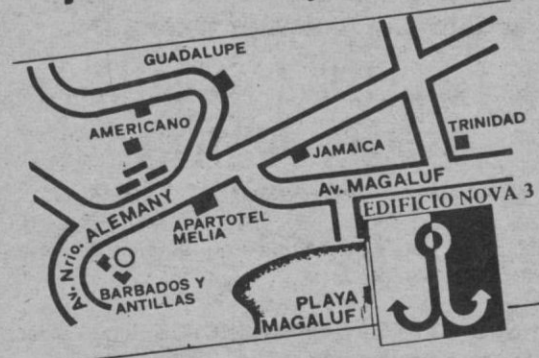 GUADALUPE
AMERICANO
JAMAICA
TRINIDAD
Av. MAGALUF
Av. Nrio. ALEMANY
EDIFICIO NOVA 3
APARTOTEL
MELIA
BARBADOS Y
ANTILLAS
PLAYA
MAGALUF